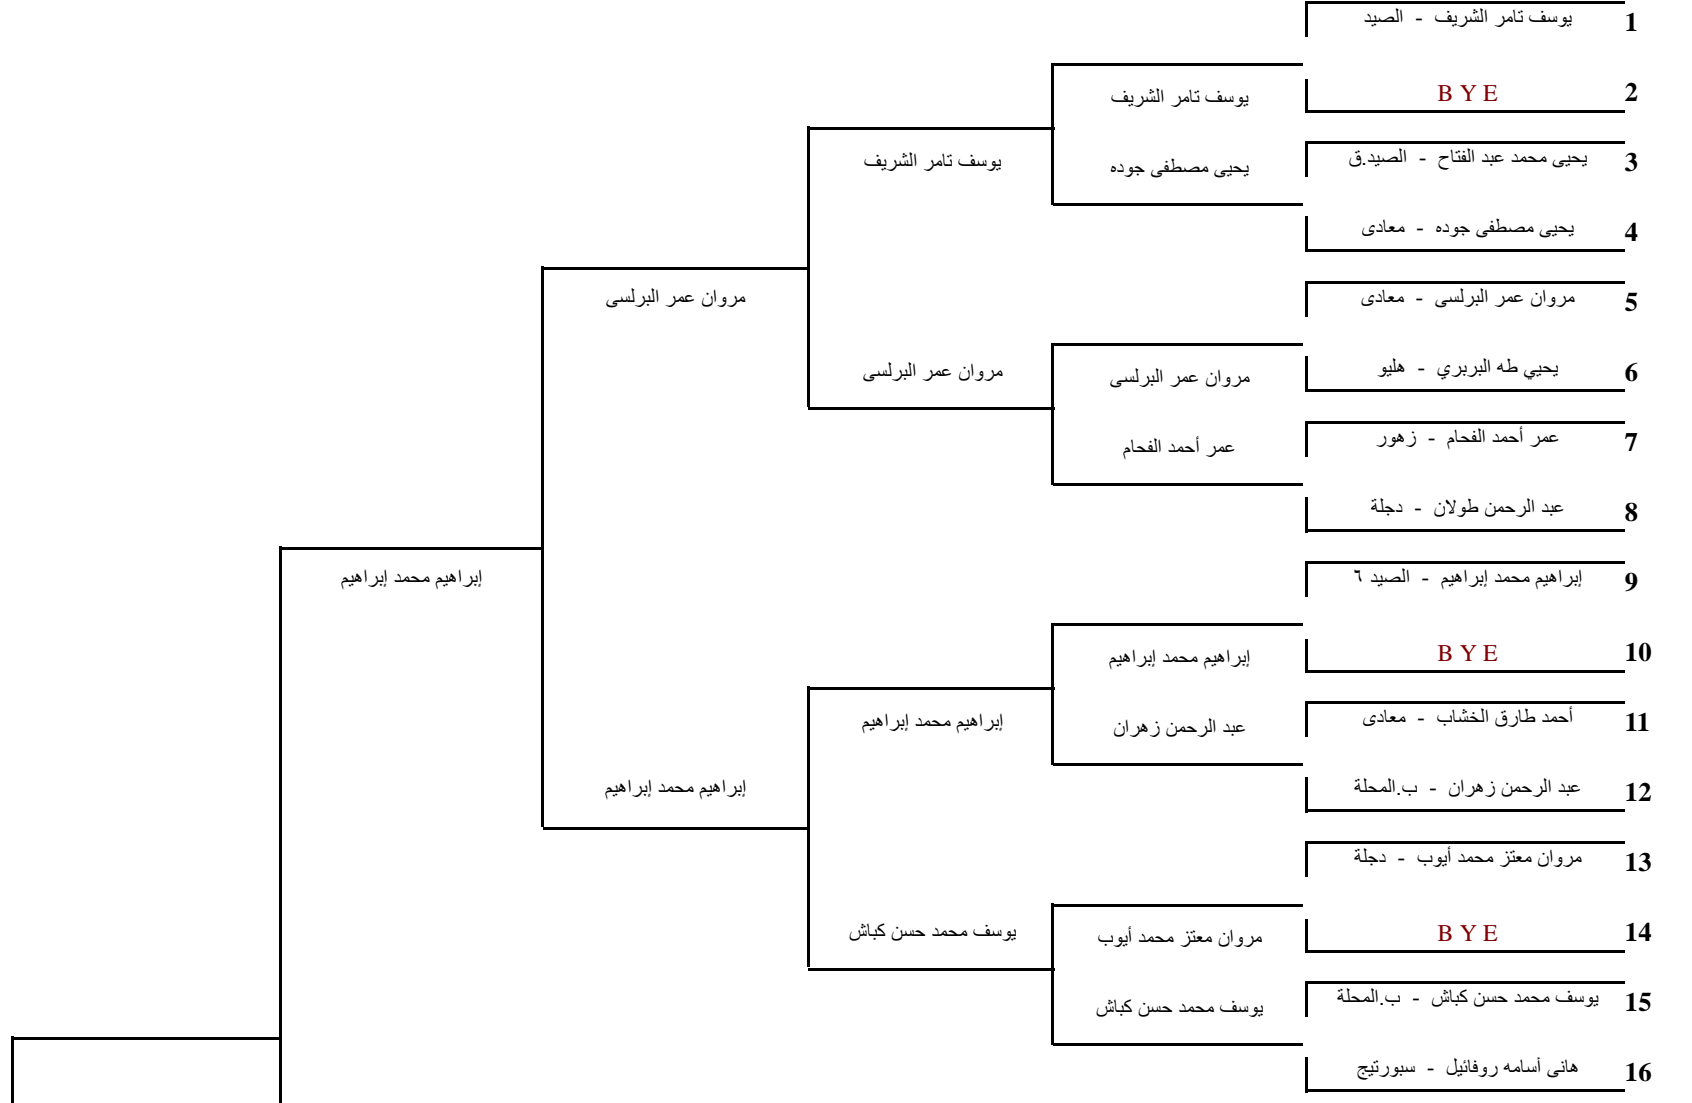 يوسف تامر الشريف - الصيد 1
BYE 2
يوسف تامر الشريف
يحيى محمد عبد الفتاح - الصيد.ق 3
يوسف تامر الشريف
يحيى مصطفى جوده
يحيى مصطفى جوده - معادى 4
مروان عمر البرلسى - معادى 5
مروان عمر البرلسى
يحيي طه البربري - هليو 6
مروان عمر البرلسى
مروان عمر البرلسى
عمر أحمد الفحام - زهور 7
عمر أحمد الفحام
عبد الرحمن طولان - دجلة 8
إبراهيم محمد إبراهيم - الصيد ٦ 9
إبراهيم محمد إبراهيم
BYE 10
إبراهيم محمد إبراهيم
أحمد طارق الخشاب - معادى 11
إبراهيم محمد إبراهيم
عبد الرحمن زهران
عبد الرحمن زهران - ب.المحلة 12
إبراهيم محمد إبراهيم
مروان معتز محمد أيوب - دجلة 13
BYE 14
يوسف محمد حسن كباش
مروان معتز محمد أيوب
يوسف محمد حسن كباش - ب.المحلة 15
يوسف محمد حسن كباش
هانى أسامه روفائيل - سبورتيج 16